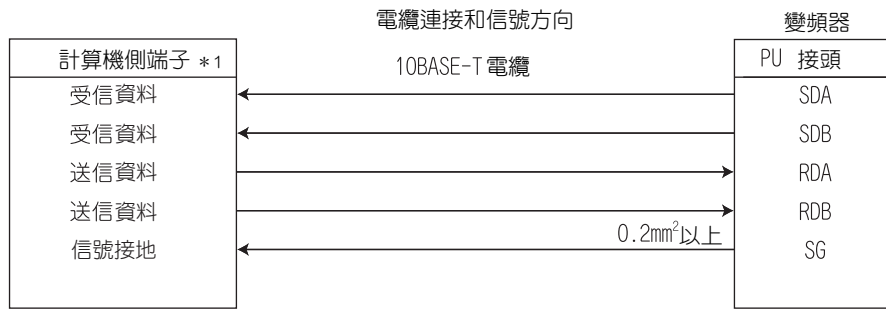 電纜連接和信號方向
變頻器
計算機側端子 *1
10BASE-T電纜
PU 接頭
受信資料
SDA
受信資料
SDB
送信資料
RDA
送信資料
RDB
信號接地
0.2mm²以上
SG